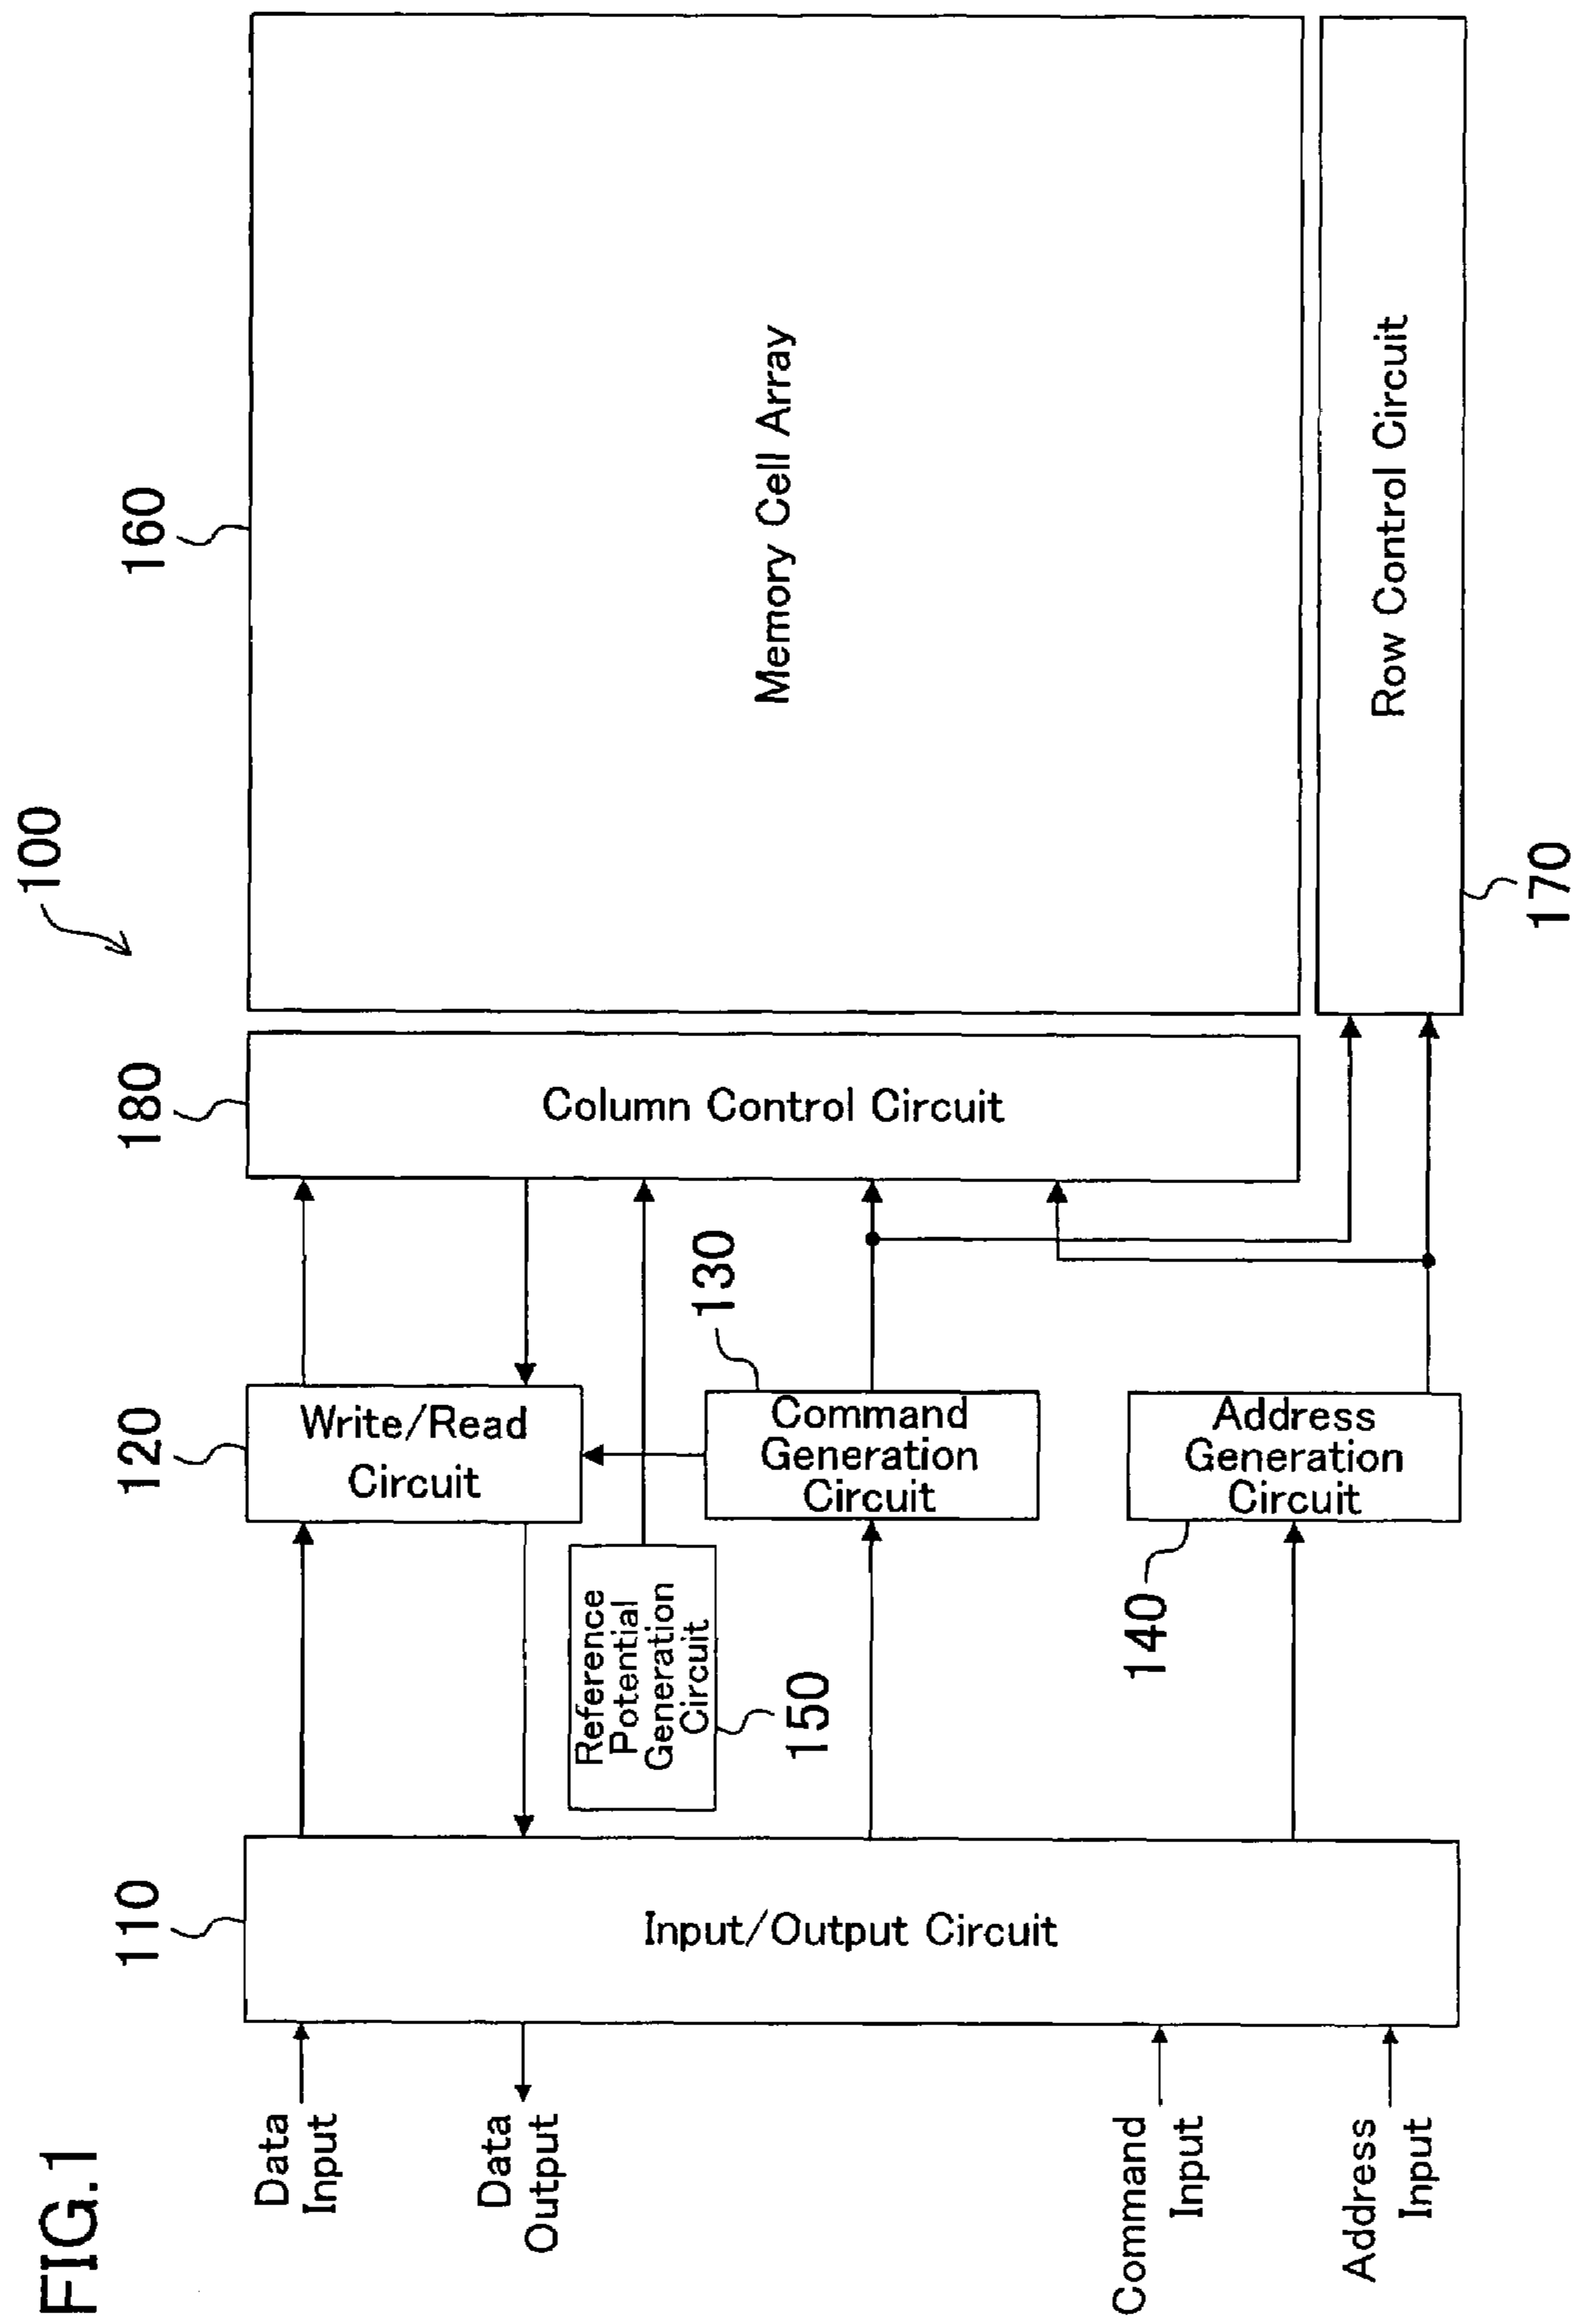 FIG.1
100
160
Memory Cell Array
Row Control Circuit
170
180
Column Control Circuit
120
Write/Read
Circuit
130
Command
Generation
Circuit
Address
Generation
Circuit
140
Reference
Potential
Generation
Circuit
150
110
Input/Output Circuit
Data
Input
Data
Output
Command
Input
Address
Input